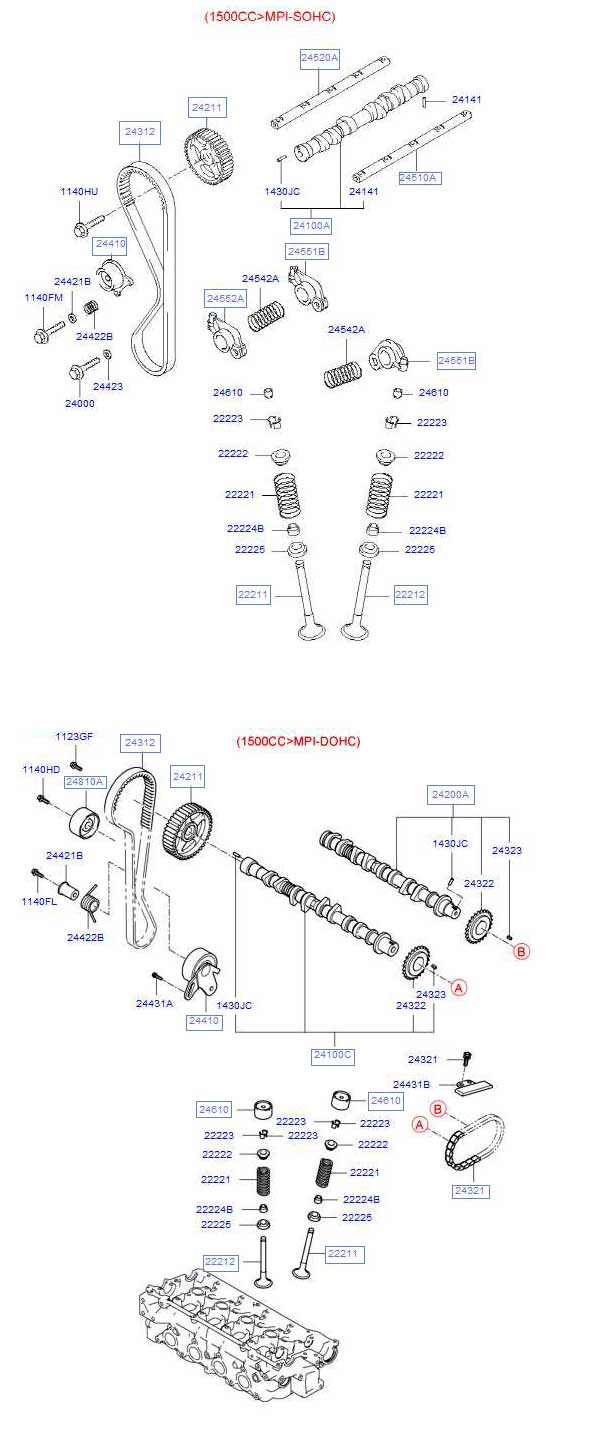 (1500CC>MPI-SOHC)
24520A
24211
24141
24312
1140HU
1430JC
24141
24510A
24100A
24410
24551B
24421B
24542A
1140FM
24552A
24422B
24542A
24551B
24423
24000
24610
24610
22223
22223
22222
22222
22221
22221
22224B
22224B
22225
22225
22211
22212
(1500CC>MPI-DOHC)
1123GF
24312
1140HD
24810A
24211
24200A
1430JC
24323
24421B
24322
1140FL
24422B
B
24323
A
24431A
1430JC
24322
24410
24100C
24321
24431B
24610
24610
B
22223
22223
A
22223
22223
22222
22222
22221
22221
24321
22224B
22224B
22225
22225
22212
22211